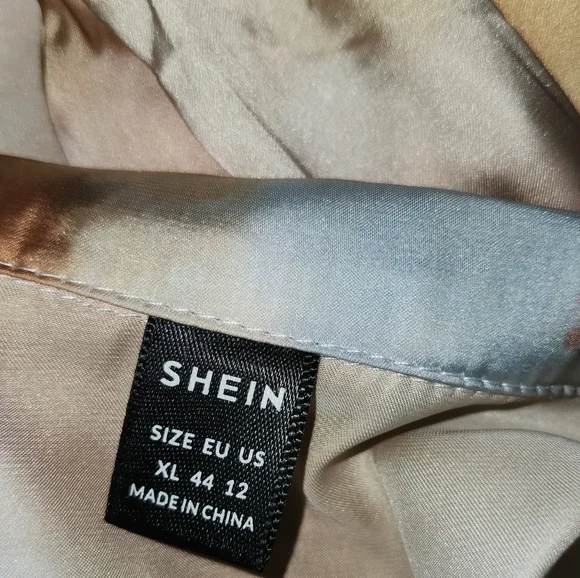 SHEIN
SIZE EU US
XL 44 12
MADE IN CHINA